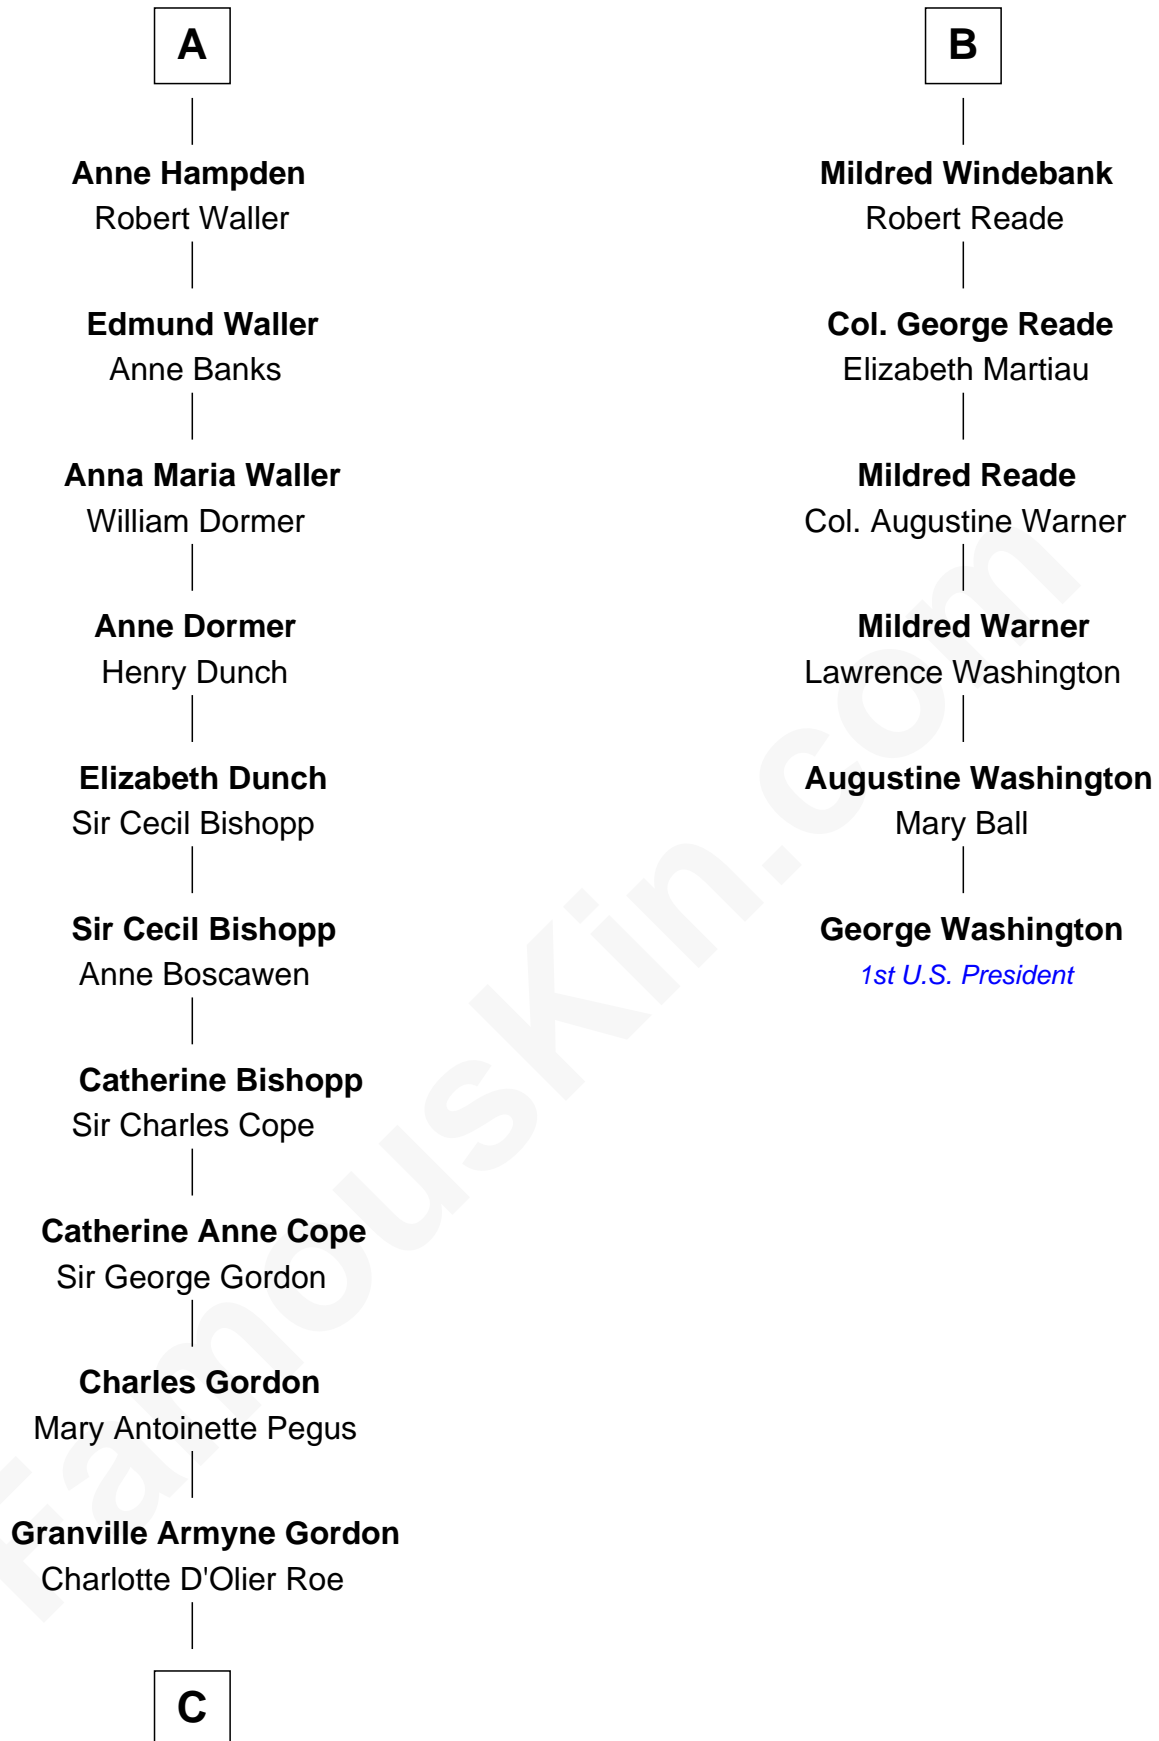 A
Anne Hampden
Robert Waller
Edmund Waller
Anne Banks
Anna Maria Waller
William Dormer
Anne Dormer
Henry Dunch
Elizabeth Dunch
Sir Cecil Bishopp
Sir Cecil Bishopp
Anne Boscawen
Catherine Bishopp
Sir Charles Cope
Catherine Anne Cope
Sir George Gordon
Charles Gordon
Mary Antoinette Pegus
Granville Armyne Gordon
Charlotte D'Olier Roe
C
B
Mildred Windebank
Robert Reade
Col. George Reade
Elizabeth Martiau
Mildred Reade
Col. Augustine Warner
Mildred Warner
Lawrence Washington
Augustine Washington
Mary Ball
George Washington
1st U.S. President
FamousKin.com